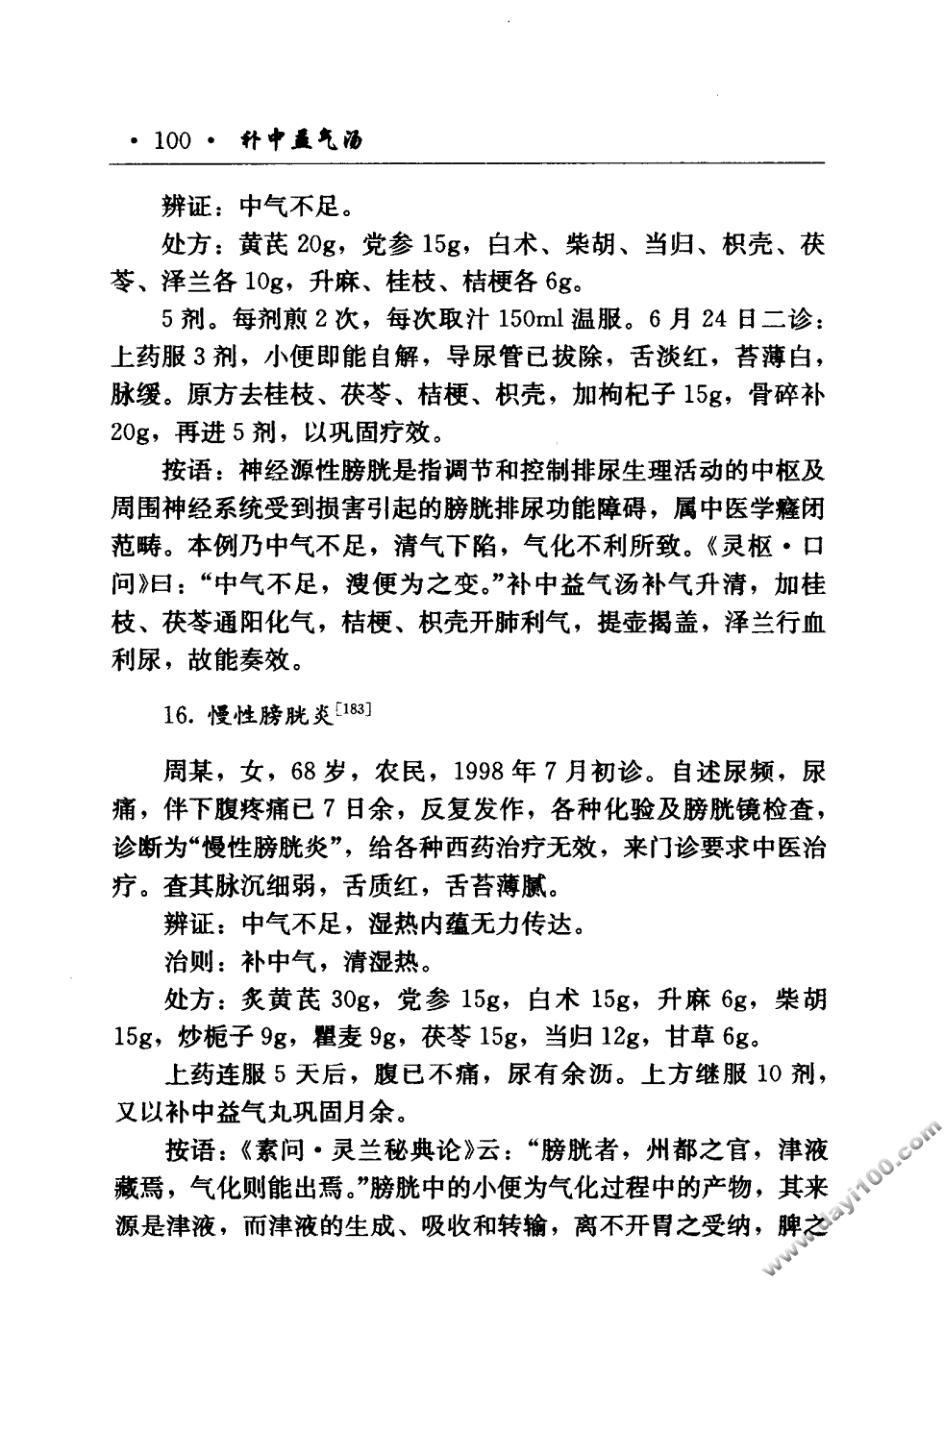 · 100 · 补中益气汤
辨证：中气不足。
处方：黄芪 20g，党参 15g，白术、柴胡、当归、枳壳、茯
苓、泽兰各 10g，升麻、桂枝、桔梗各 6g。
5 剂。每剂煎 2 次，每次取汁 150ml 温服。6 月 24 日二诊：
上药服 3 剂，小便即能自解，导尿管已拔除，舌淡红，苔薄白，
脉缓。原方去桂枝、茯苓、桔梗、枳壳，加枸杞子 15g，骨碎补
20g，再进 5 剂，以巩固疗效。
按语：神经源性膀胱是指调节和控制排尿生理活动的中枢及
周围神经系统受到损害引起的膀胱排尿功能障碍，属中医学癃闭
范畴。本例乃中气不足，清气下陷，气化不利所致。《灵枢·口
问》曰：“中气不足，溲便为之变。”补中益气汤补气升清，加桂
枝、茯苓通阳化气，桔梗、枳壳开肺利气，提壶揭盖，泽兰行血
利尿，故能奏效。
16. 慢性膀胱炎[183]
周某，女，68 岁，农民，1998 年 7 月初诊。自述尿频，尿
痛，伴下腹疼痛已 7 日余，反复发作，各种化验及膀胱镜检查，
诊断为“慢性膀胱炎”，给各种西药治疗无效，来门诊要求中医治
疗。查其脉沉细弱，舌质红，舌苔薄腻。
辨证：中气不足，湿热内蕴无力传达。
治则：补中气，清湿热。
处方：炙黄芪 30g，党参 15g，白术 15g，升麻 6g，柴胡
15g，炒栀子 9g，瞿麦 9g，茯苓 15g，当归 12g，甘草 6g。
上药连服 5 天后，腹已不痛，尿有余沥。上方继服 10 剂，
又以补中益气丸巩固月余。
按语：《素问·灵兰秘典论》云：“膀胱者，州都之官，津液
藏焉，气化则能出焉。”膀胱中的小便为气化过程中的产物，其来
源是津液，而津液的生成、吸收和转输，离不开胃之受纳，脾之
www.dayi100.com